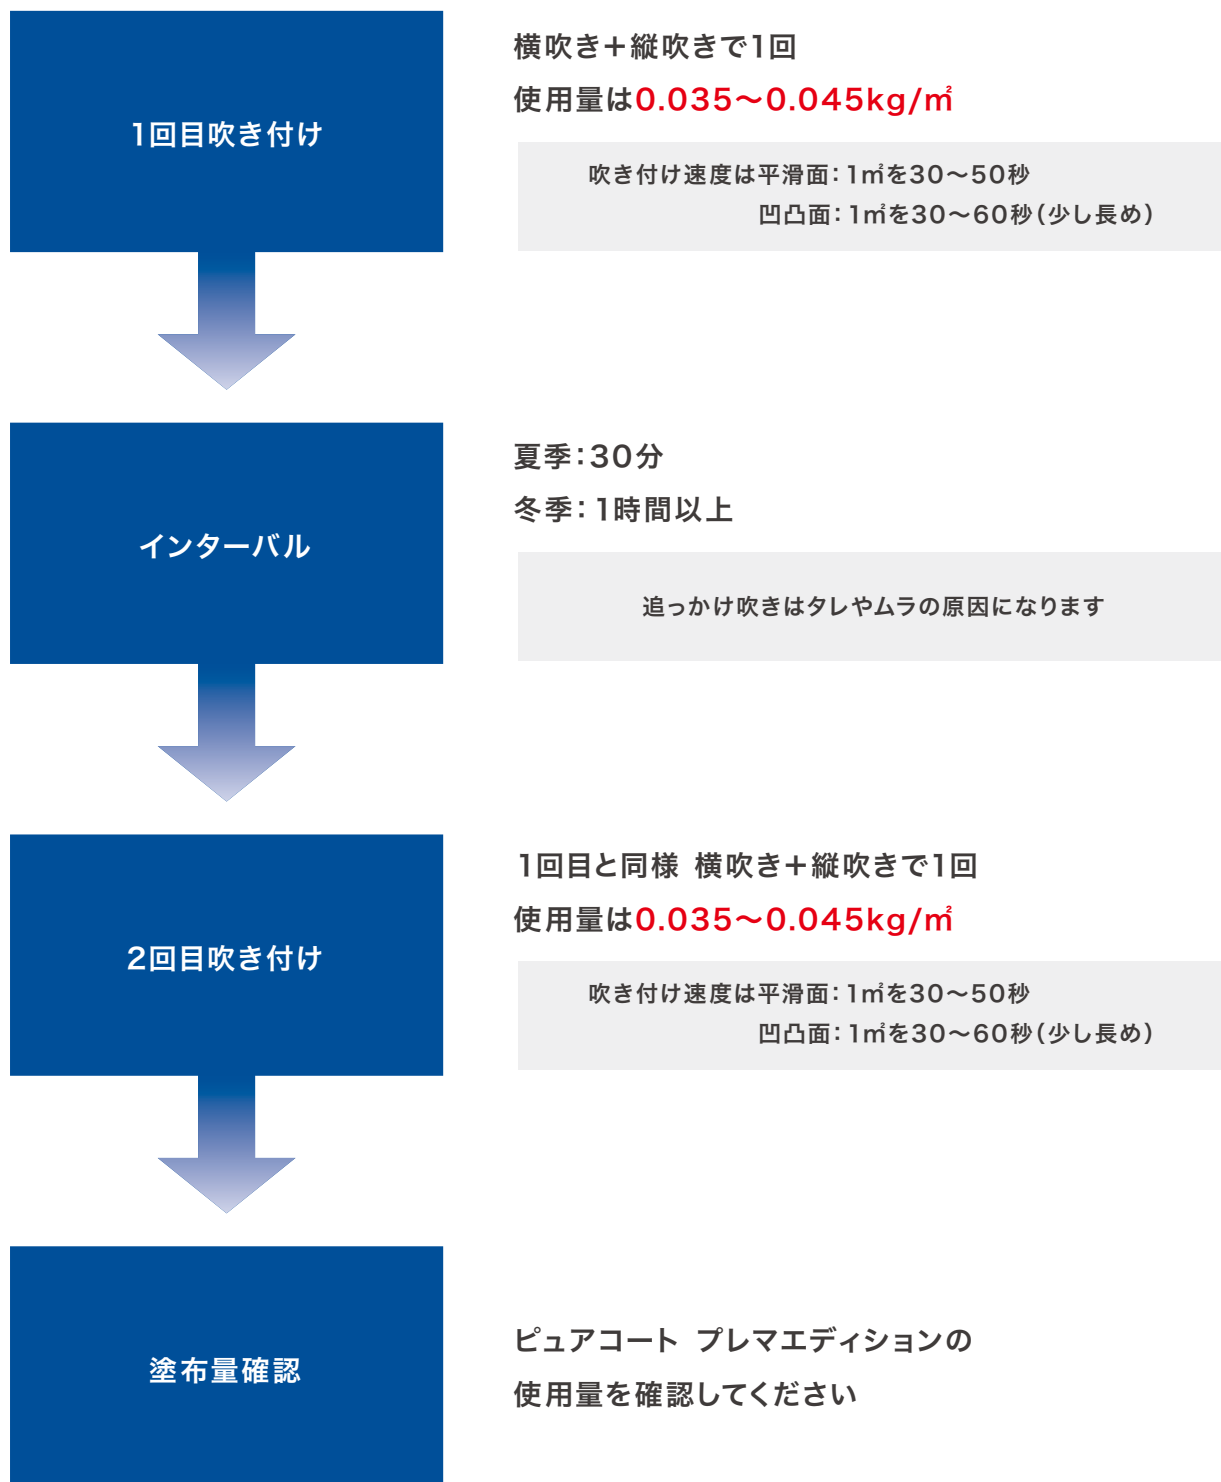 1回目吹き付け
横吹き＋縦吹きで1回
使用量は0.035〜0.045kg/㎡
吹き付け速度は平滑面：1㎡を30〜50秒
凹凸面：1㎡を30〜60秒（少し長め）
インターバル
夏季：30分
冬季：1時間以上
追っかけ吹きはタレやムラの原因になります
2回目吹き付け
1回目と同様 横吹き＋縦吹きで1回
使用量は0.035〜0.045kg/㎡
吹き付け速度は平滑面：1㎡を30〜50秒
凹凸面：1㎡を30〜60秒（少し長め）
塗布量確認
ピュアコート プレマエディションの
使用量を確認してください